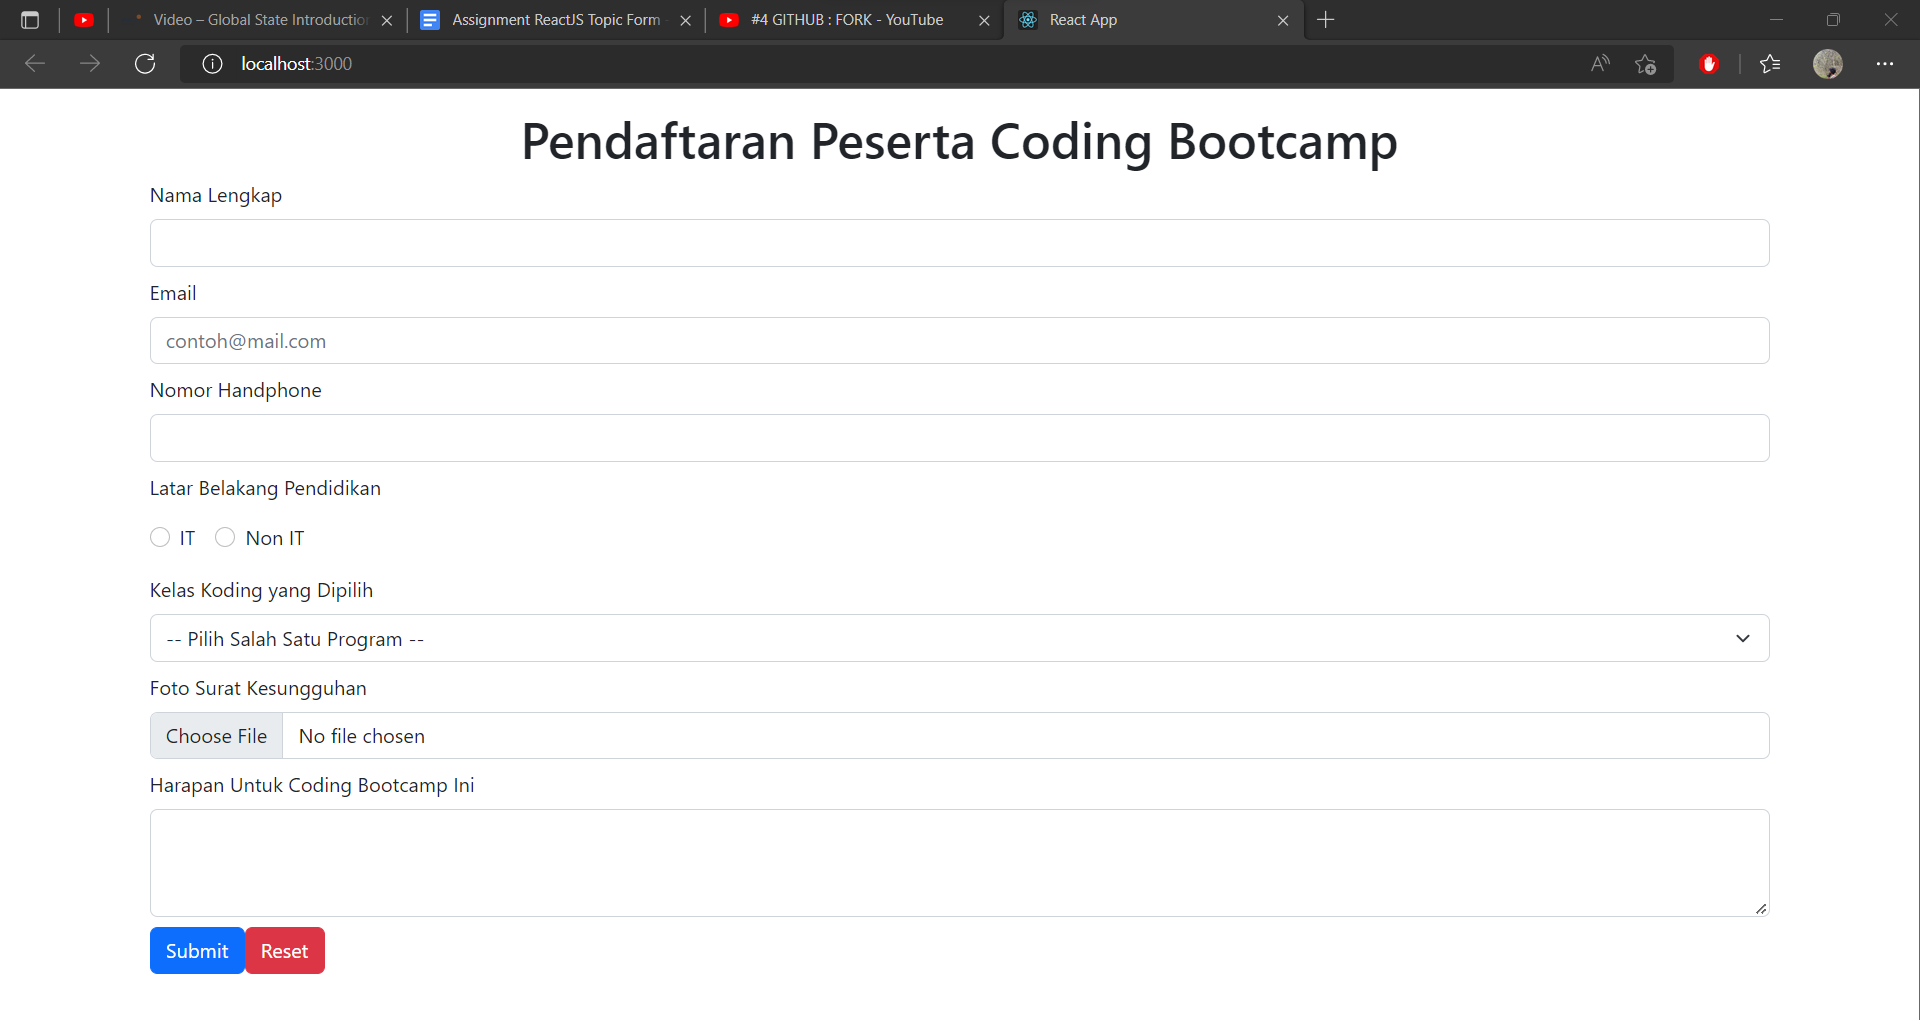 Video – Global State Introduction
Assignment ReactJS Topic Form
#4 GITHUB : FORK - YouTube
React App
localhost:3000
Pendaftaran Peserta Coding Bootcamp
Nama Lengkap
Email
contoh@mail.com
Nomor Handphone
Latar Belakang Pendidikan
IT Non IT
Kelas Koding yang Dipilih
-- Pilih Salah Satu Program --
Foto Surat Kesungguhan
Choose File No file chosen
Harapan Untuk Coding Bootcamp Ini
Submit Reset